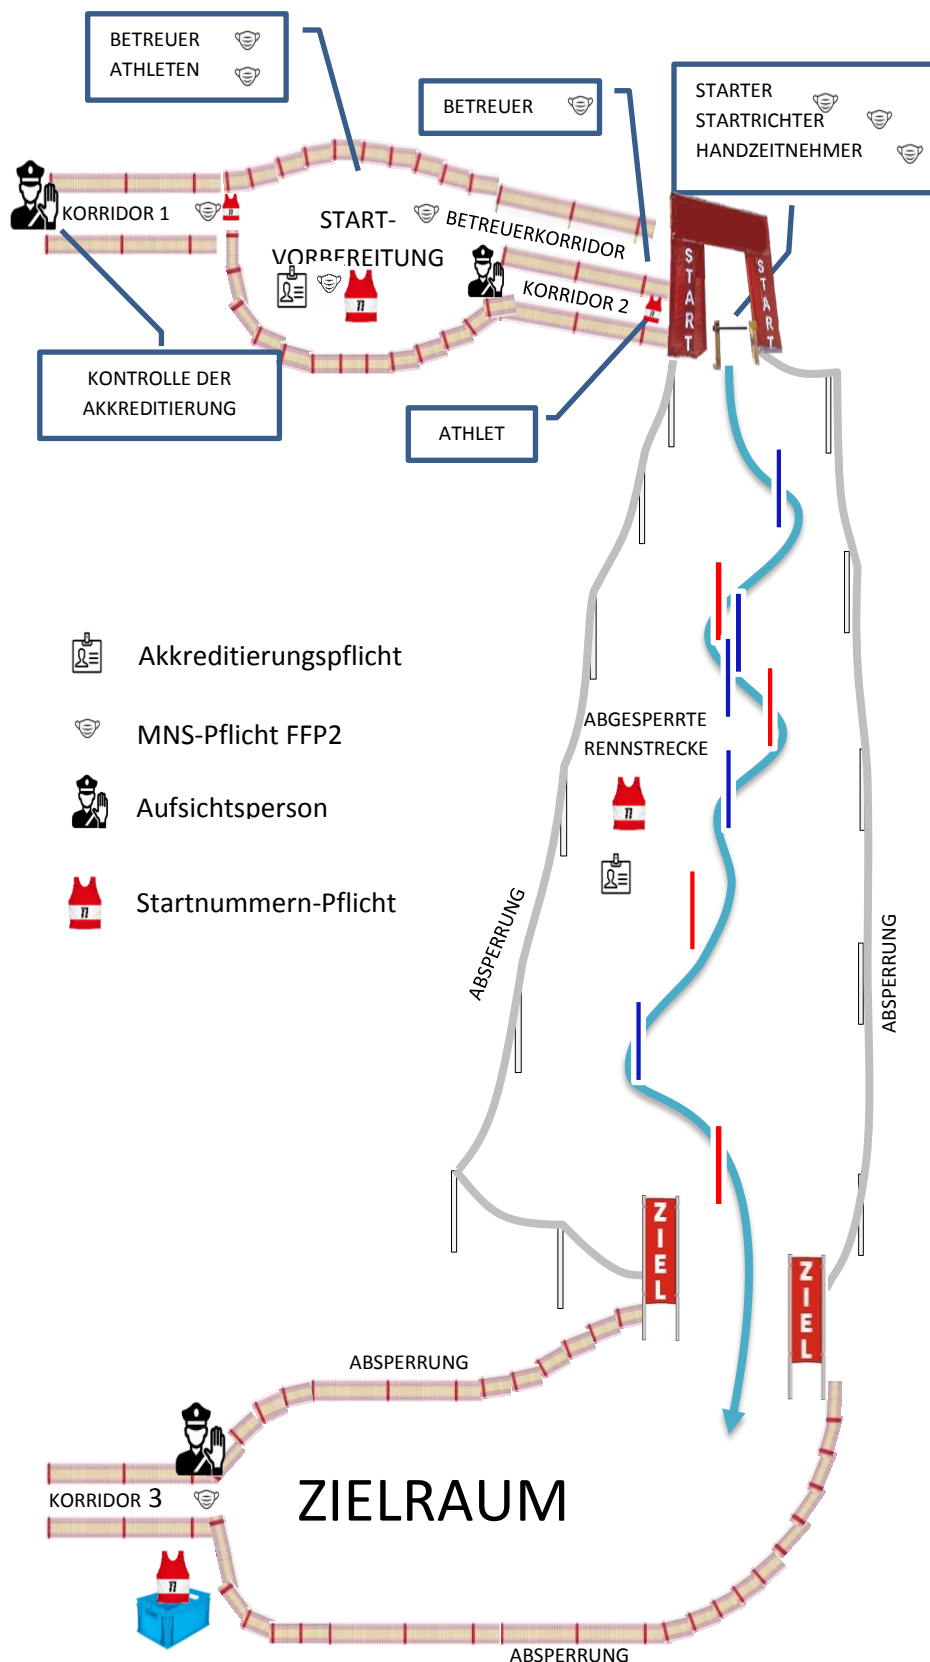 BETREUER
ATHLETEN
BETREUER
STARTER
STARTRICHTER
HANDZEITNEHMER
KORRIDOR 1
START-
VORBEREITUNG
BETREUERKORRIDOR
KORRIDOR 2
START
START
KONTROLLE DER
AKKREDITIERUNG
ATHLET
Akkreditierungspflicht
MNS-Pflicht FFP2
Aufsichtsperson
Startnummern-Pflicht
ABGESPERRTE
RENNSTRECKE
ABSPERRUNG
ABSPERRUNG
ZIEL
ZIEL
ABSPERRUNG
KORRIDOR 3
ZIELRAUM
ABSPERRUNG